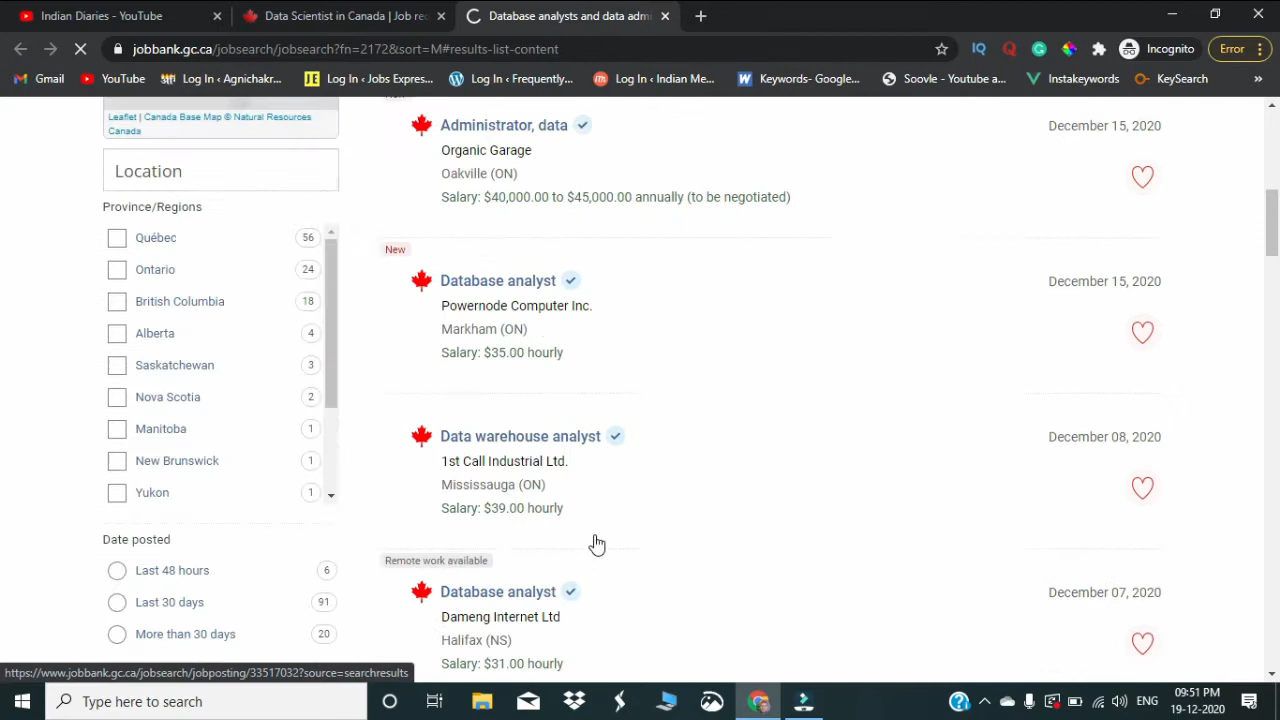 Indian Diaries - YouTube
Data Scientist in Canada | Job re
Database analysts and data admi
jobbank.gc.ca/jobsearch/jobsearch?fn=2172&sort=M#results-list-content
IQ
Incognito
Error
Gmail
YouTube
Log In ‹ Agnichakr...
JE
Log In ‹ Jobs Expres...
Log In ‹ Frequently...
Log In ‹ Indian Me...
Keywords- Google...
Soovle - Youtube a...
Instakeywords
KeySearch
»
Leaflet | Canada Base Map © Natural Resources
Canada
Location
Province/Regions
Québec 56
Ontario 24
British Columbia 18
Alberta 4
Saskatchewan 3
Nova Scotia 2
Manitoba 1
New Brunswick 1
Yukon 1
Date posted
Last 48 hours 6
Last 30 days 91
More than 30 days 20
Administrator, data
December 15, 2020
Organic Garage
Oakville (ON)
Salary: $40,000.00 to $45,000.00 annually (to be negotiated)
New
Database analyst
December 15, 2020
Powernode Computer Inc.
Markham (ON)
Salary: $35.00 hourly
Data warehouse analyst
December 08, 2020
1st Call Industrial Ltd.
Mississauga (ON)
Salary: $39.00 hourly
Remote work available
Database analyst
December 07, 2020
Dameng Internet Ltd
Halifax (NS)
Salary: $31.00 hourly
https://www.jobbank.gc.ca/jobsearch/jobposting/33517032?source=searchresults
Type here to search
ENG
09:51 PM
19-12-2020